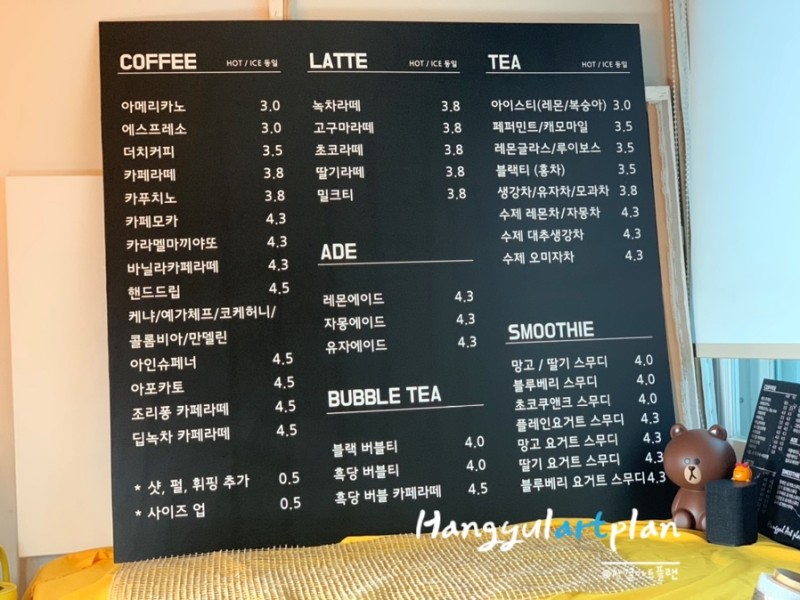 COFFEE HOT / ICE 동일
아메리카노 3.0
에스프레소 3.0
더치커피 3.5
카페라떼 3.8
카푸치노 3.8
카페모카 4.3
카라멜마끼야또 4.3
바닐라카페라떼 4.3
핸드드립 4.5
케냐/예가체프/코케허니/
콜롬비아/만델린
아인슈페너 4.5
아포카토 4.5
조리퐁 카페라떼 4.5
딥녹차 카페라떼 4.5
* 샷, 펄, 휘핑 추가 0.5
* 사이즈 업 0.5
LATTE HOT / ICE 동일
녹차라떼 3.8
고구마라떼 3.8
초코라떼 3.8
딸기라떼 3.8
밀크티 3.8
ADE
레몬에이드 4.3
자몽에이드 4.3
유자에이드 4.3
BUBBLE TEA
블랙 버블티 4.0
흑당 버블티 4.0
흑당 버블 카페라떼 4.5
TEA HOT / ICE 동일
아이스티(레몬/복숭아) 3.0
페퍼민트/캐모마일 3.5
레몬글라스/루이보스 3.5
블랙티 (홍차) 3.5
생강차/유자차/모과차 3.8
수제 레몬차/자몽차 4.3
수제 대추생강차 4.3
수제 오미자차 4.3
SMOOTHIE
망고 / 딸기 스무디 4.0
블루베리 스무디 4.0
초코쿠앤크 스무디 4.0
플레인요거트 스무디 4.3
망고 요거트 스무디 4.3
딸기 요거트 스무디 4.3
블루베리 요거트 스무디 4.3
COFFEE
Hangyulartplan
@한결아트플랜